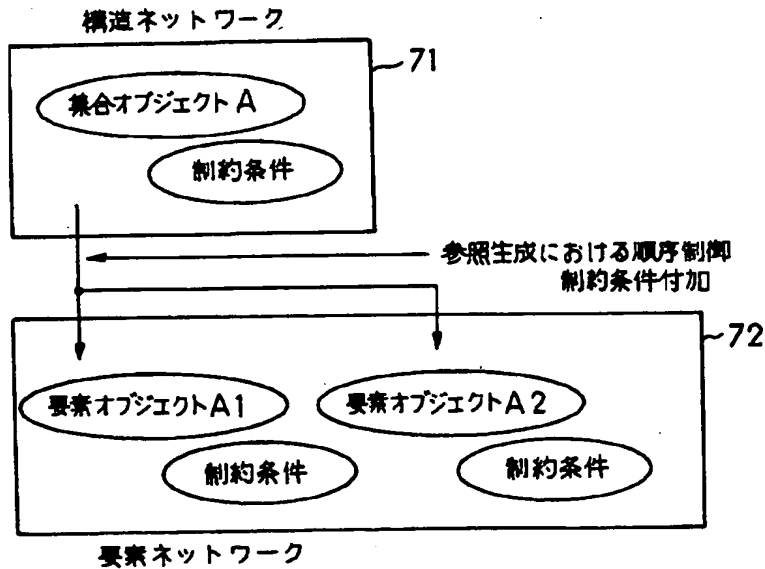 構造ネットワーク
71
集合オブジェクト A
制約条件
参照生成における順序制御
制約条件付加
72
要素オブジェクトA1
要素オブジェクトA2
制約条件
制約条件
要素ネットワーク